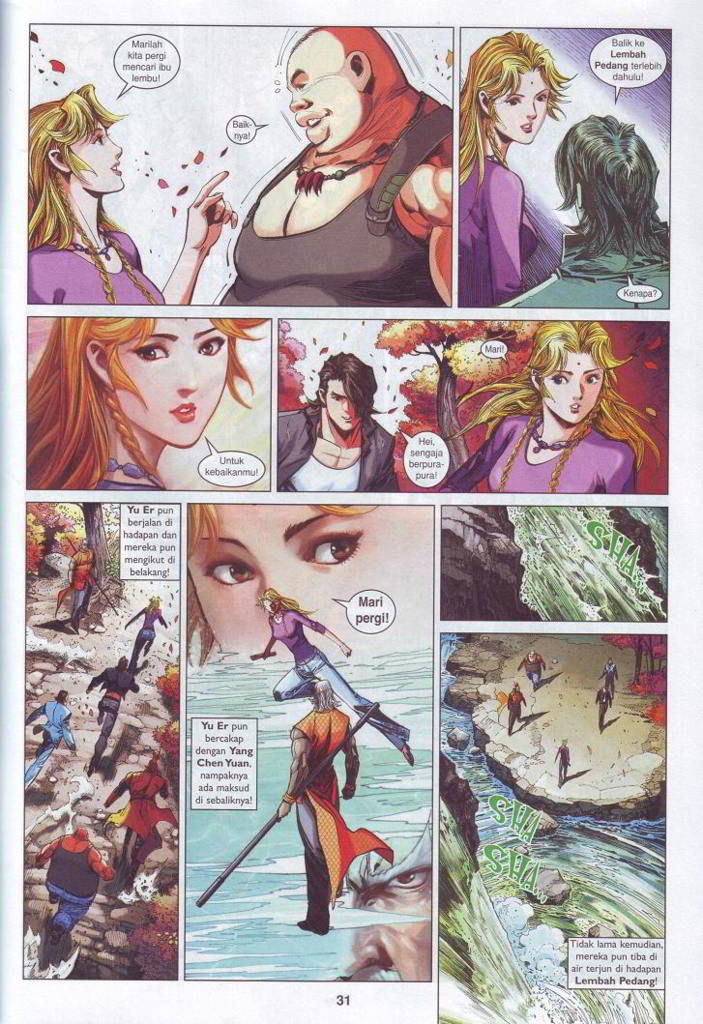 Marilah
kita pergi
mencari ibu
lembu!
Baik-
nya!
Balik ke
Lembah
Pedang terlebih
dahulu!
Kenapa?
Untuk
kebaikanmu!
Hei,
sengaja
berpura-
pura!
Mari!
Yu Er pun
berjalan di
hadapan dan
mereka pun
mengikut di
belakang!
Mari
pergi!
Yu Er pun
bercakap
dengan Yang
Chen Yuan,
nampaknya
ada maksud
di sebaliknya!
SHA...
SHA
SHA...
Tidak lama kemudian,
mereka pun tiba di
air terjun di hadapan
Lembah Pedang!
31